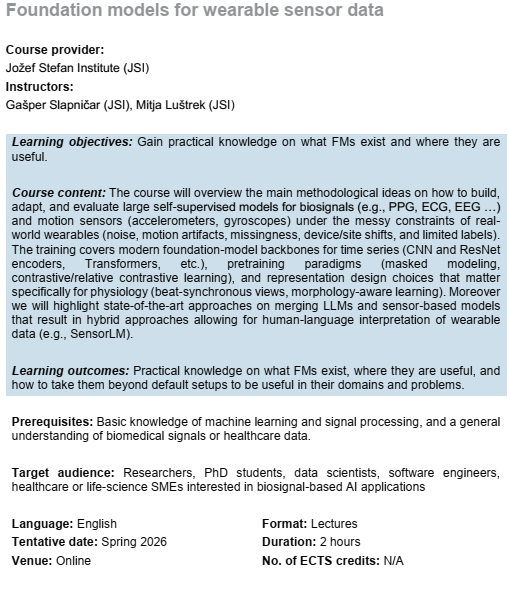 Foundation models for wearable sensor data
Course provider:
Jožef Stefan Institute (JSI)
Instructors:
Gašper Slapničar (JSI), Mitja Luštrek (JSI)
Learning objectives: Gain practical knowledge on what FMs exist and where they are
useful.
Course content: The course will overview the main methodological ideas on how to build,
adapt, and evaluate large self-supervised models for biosignals (e.g., PPG, ECG, EEG ...)
and motion sensors (accelerometers, gyroscopes) under the messy constraints of real-
world wearables (noise, motion artifacts, missingness, device/site shifts, and limited labels).
The training covers modern foundation-model backbones for time series (CNN and ResNet
encoders, Transformers, etc.), pretraining paradigms (masked modeling,
contrastive/relative contrastive learning), and representation design choices that matter
specifically for physiology (beat-synchronous views, morphology-aware learning). Moreover
we will highlight state-of-the-art approaches on merging LLMs and sensor-based models
that result in hybrid approaches allowing for human-language interpretation of wearable
data (e.g., SensorLM).
Learning outcomes: Practical knowledge on what FMs exist, where they are useful, and
how to take them beyond default setups to be useful in their domains and problems.
Prerequisites: Basic knowledge of machine learning and signal processing, and a general
understanding of biomedical signals or healthcare data.
Target audience: Researchers, PhD students, data scientists, software engineers,
healthcare or life-science SMEs interested in biosignal-based AI applications
Language: English Format: Lectures
Tentative date: Spring 2026 Duration: 2 hours
Venue: Online No. of ECTS credits: N/A